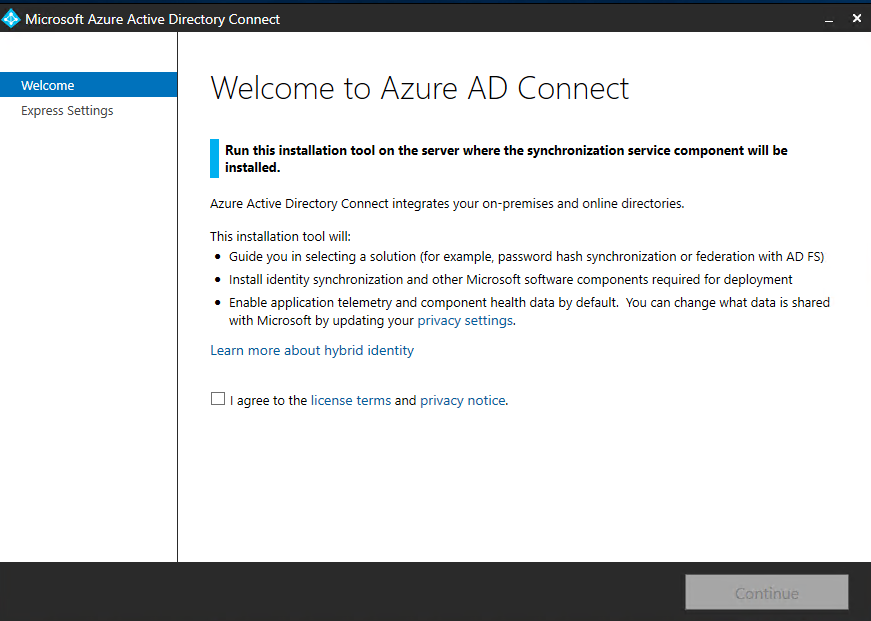 Microsoft Azure Active Directory Connect
Welcome
Express Settings
Welcome to Azure AD Connect
Run this installation tool on the server where the synchronization service component will be
installed.
Azure Active Directory Connect integrates your on-premises and online directories.
This installation tool will:
• Guide you in selecting a solution (for example, password hash synchronization or federation with AD FS)
• Install identity synchronization and other Microsoft software components required for deployment
• Enable application telemetry and component health data by default.  You can change what data is shared
with Microsoft by updating your privacy settings.
Learn more about hybrid identity
I agree to the license terms and privacy notice.
Continue